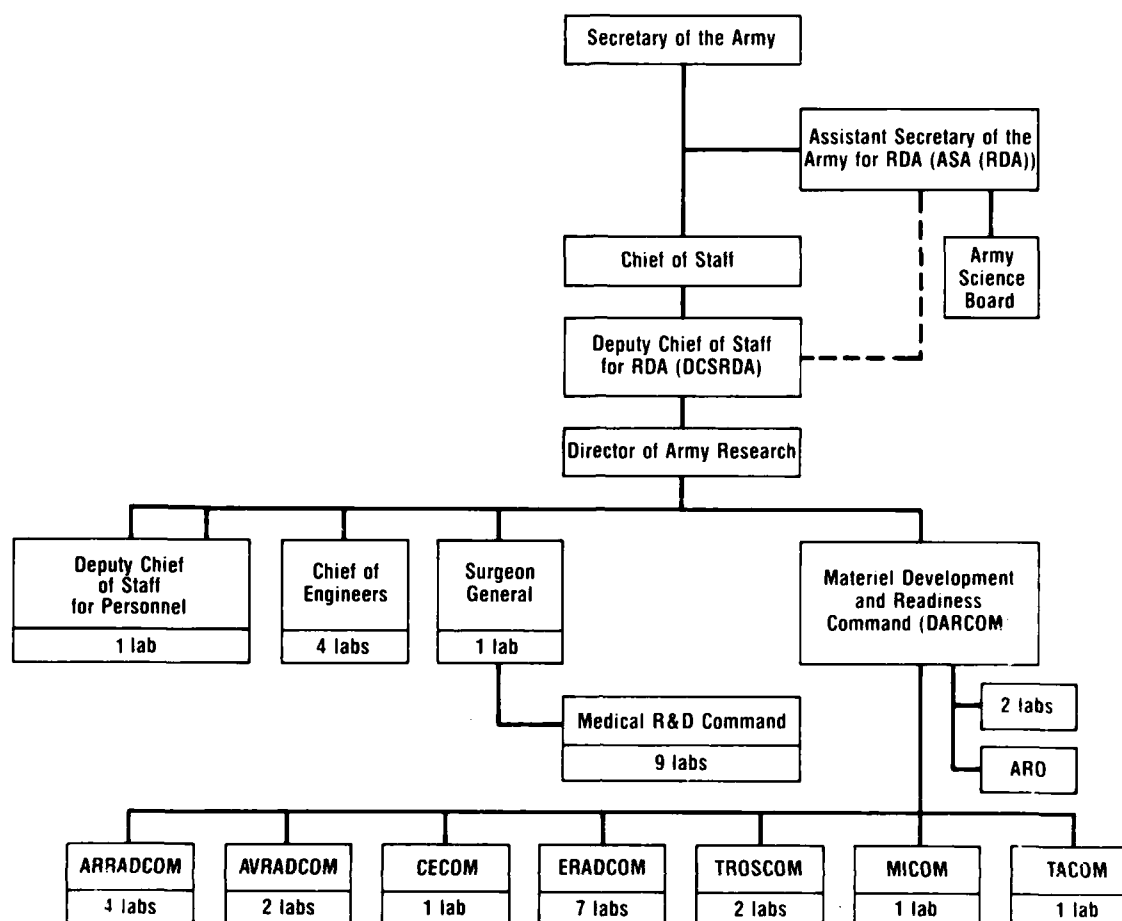 Secretary of the Army
Assistant Secretary of the
Army for RDA (ASA (RDA))
Chief of Staff
Army
Science
Board
Deputy Chief of Staff
for RDA (DCSRDA)
Director of Army Research
Deputy Chief
of Staff
for Personnel
1 lab
Chief of
Engineers
4 labs
Surgeon
General
1 lab
Materiel Development
and Readiness
Command (DARCOM
2 labs
ARO
Medical R&D Command
9 labs
ARRADCOM
4 labs
AVRADCOM
2 labs
CECOM
1 lab
ERADCOM
7 labs
TROSCOM
2 labs
MICOM
1 lab
TACOM
1 lab